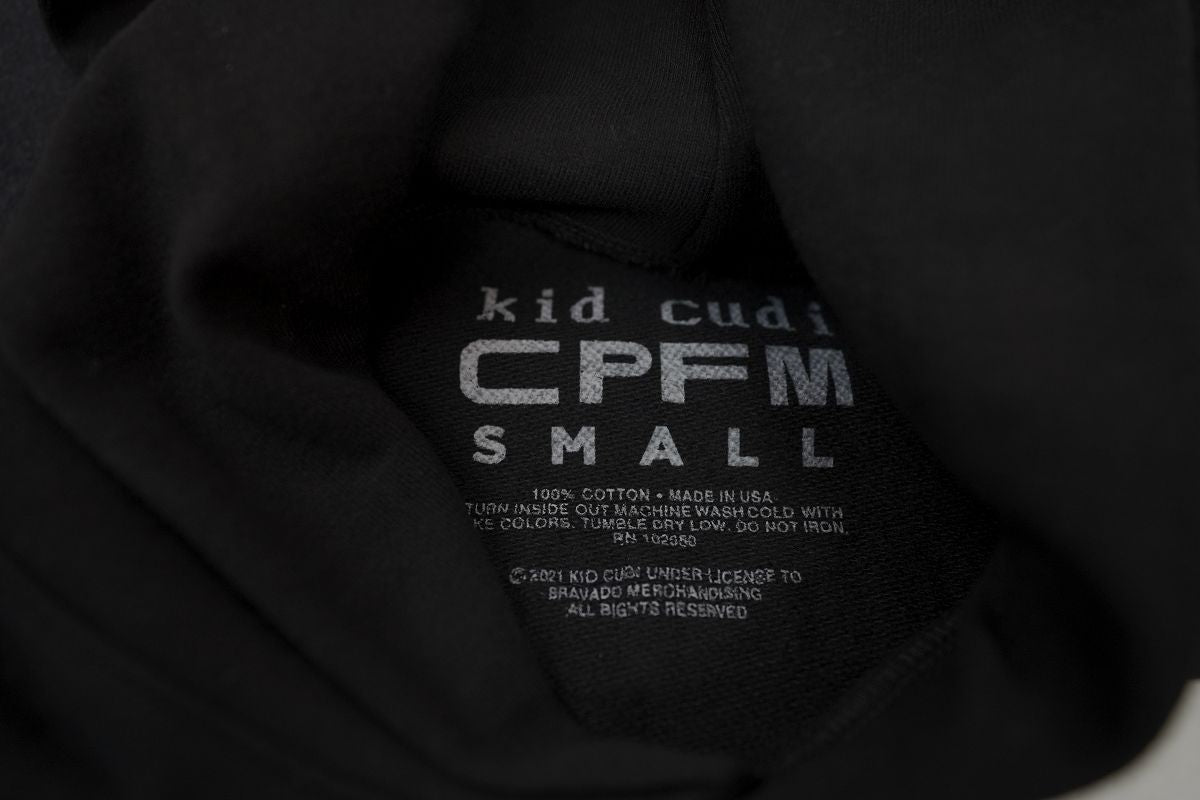 kid cudi
CPFM
SMALL
100% COTTON • MADE IN USA
TURN INSIDE OUT MACHINE WASH COLD WITH
KE COLORS. TUMBLE DRY LOW. DO NOT IRON.
RN 102050
© 2021 KID CUDI UNDER LICENSE TO
BRAVADO MERCHANDISING
ALL RIGHTS RESERVED